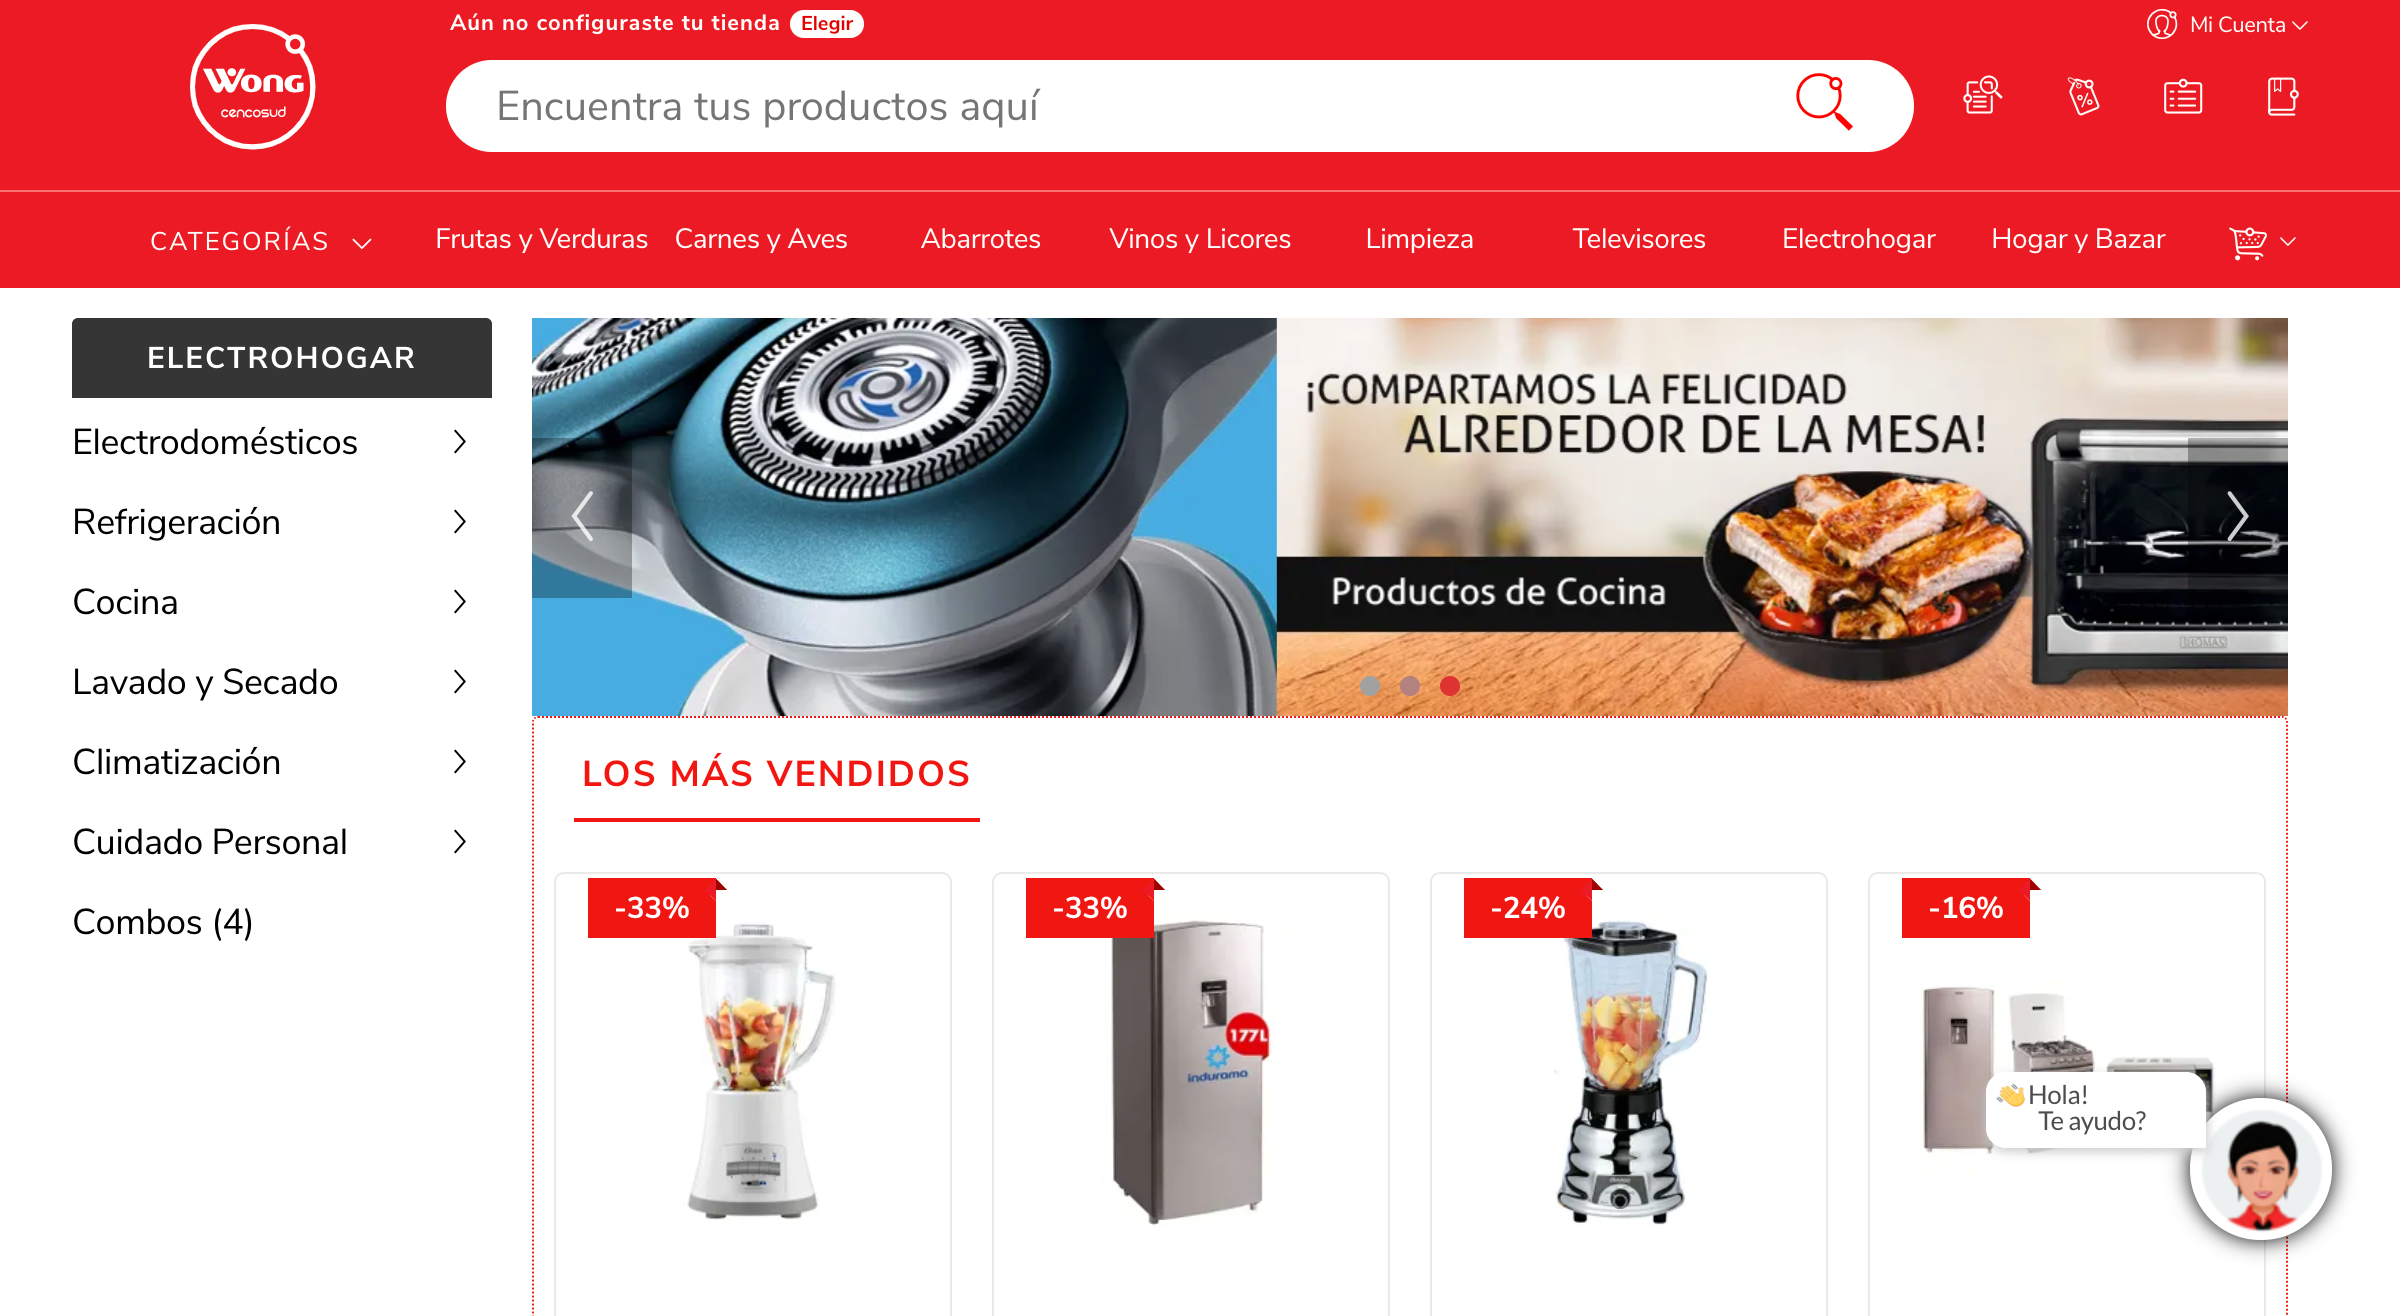 Aún no configuraste tu tienda Elegir
Mi Cuenta
Wong
cencosud
Encuentra tus productos aquí
CATEGORÍAS
Frutas y Verduras
Carnes y Aves
Abarrotes
Vinos y Licores
Limpieza
Televisores
Electrohogar
Hogar y Bazar
ELECTROHOGAR
Electrodomésticos
Refrigeración
Cocina
Lavado y Secado
Climatización
Cuidado Personal
Combos (4)
¡COMPARTAMOS LA FELICIDAD
ALREDEDOR DE LA MESA!
Productos de Cocina
THOMAS
LOS MÁS VENDIDOS
-33%
-33%
177L
indurama
-24%
-16%
Hola!
Te ayudo?